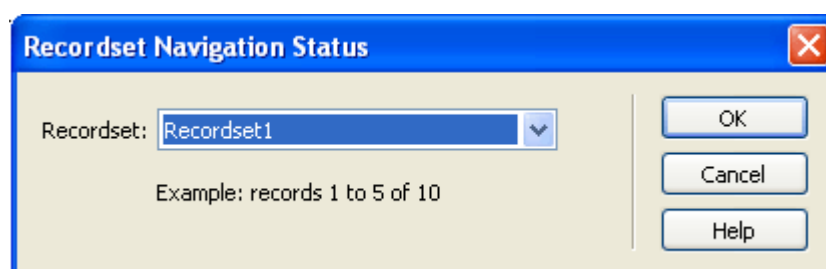 Recordset Navigation Status
Recordset: Recordset1
Example: records 1 to 5 of 10
OK
Cancel
Help